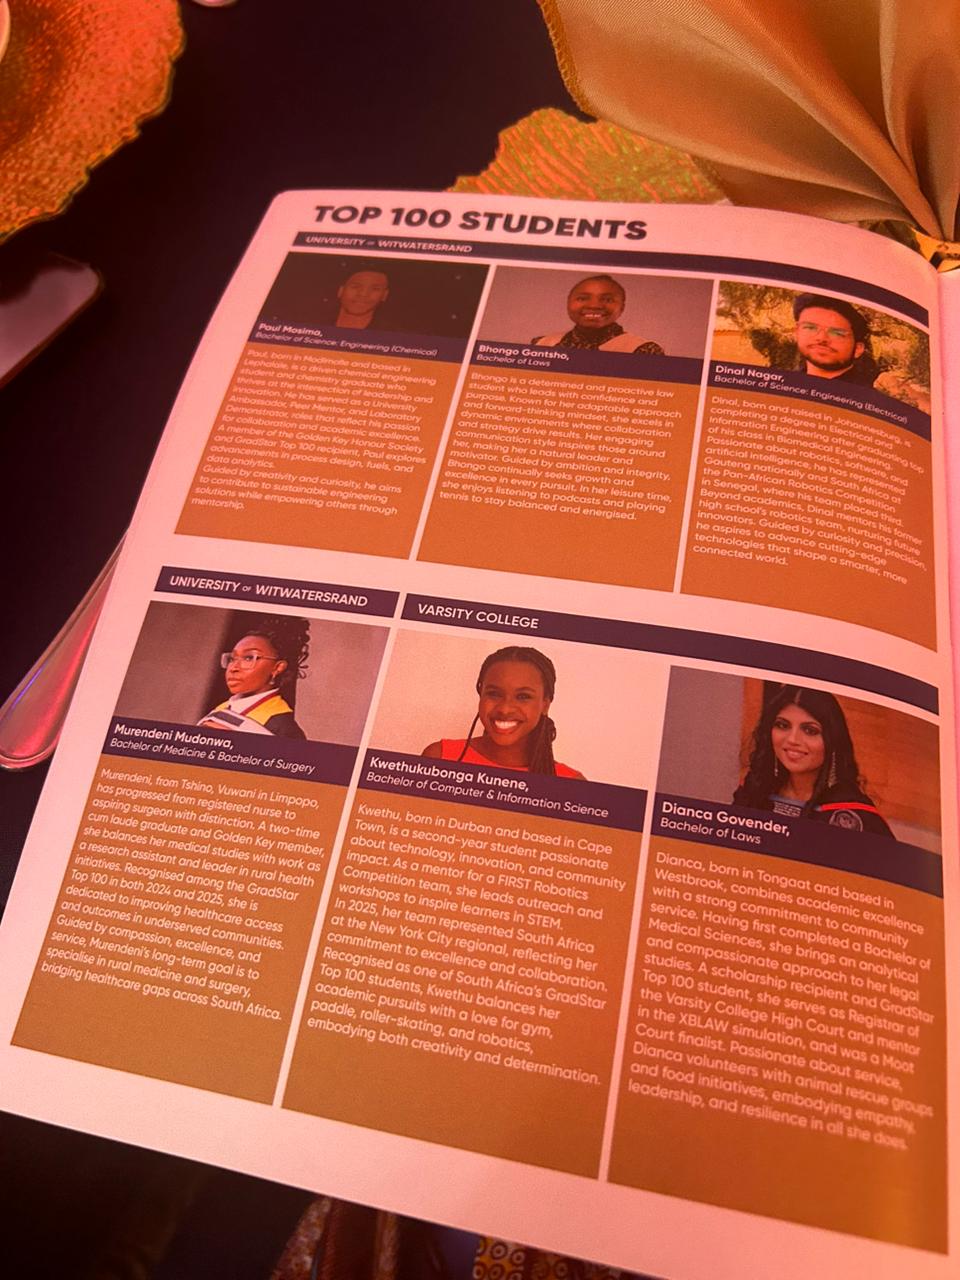 TOP 100 STUDENTS
UNIVERSITY OF WITWATERSRAND
Paul Mosima,
Bachelor of Science: Engineering (Chemical)
Paul, born in Modimolle and based in
Lephalale, is a driven chemical engineering
student and chemistry graduate who
thrives at the intersection of leadership and
innovation. He has served as a University
Ambassador, Peer Mentor, and Laboratory
Demonstrator, roles that reflect his passion
for collaboration and academic excellence.
A member of the Golden Key Honour Society
and GradStar Top 100 recipient, Paul explores
advancements in process design, fuels, and
data analytics.
Guided by creativity and curiosity, he aims
to contribute to sustainable engineering
solutions while empowering others through
mentorship.
Bhongo Gantsho,
Bachelor of Laws
Bhongo is a determined and proactive law
student who leads with confidence and
purpose. Known for her adaptable approach
and forward-thinking mindset, she excels in
dynamic environments where collaboration
and strategy drive results. Her engaging
communication style inspires those around
her, making her a natural leader and
motivator. Guided by ambition and integrity,
Bhongo continually seeks growth and
excellence in every pursuit. In her leisure time,
she enjoys listening to podcasts and playing
tennis to stay balanced and energised.
Dinal Nagar,
Bachelor of Science: Engineering (Electrical)
Dinal, born and raised in Johannesburg, is
completing a degree in Electrical and
Information Engineering after graduating top
of his class in Biomedical Engineering.
Passionate about robotics, software, and
artificial intelligence, he has represented
Gauteng nationally and South Africa at
the Pan-African Robotics Competition
in Senegal, where his team placed third.
Beyond academics, Dinal mentors his former
high school's robotics team, nurturing future
innovators. Guided by curiosity and precision,
he aspires to advance cutting-edge
technologies that shape a smarter, more
connected world.
UNIVERSITY OF WITWATERSRAND
Murendeni Mudonwa,
Bachelor of Medicine & Bachelor of Surgery
Murendeni, from Tshino, Vuwani in Limpopo,
has progressed from registered nurse to
aspiring surgeon with distinction. A two-time
cum laude graduate and Golden Key member,
she balances her medical studies with work as
a research assistant and leader in rural health
initiatives. Recognised among the GradStar
Top 100 in both 2024 and 2025, she is
dedicated to improving healthcare access
and outcomes in underserved communities.
Guided by compassion, excellence, and
service, Murendeni's long-term goal is to
specialise in rural medicine and surgery,
bridging healthcare gaps across South Africa.
VARSITY COLLEGE
Kwethukubonga Kunene,
Bachelor of Computer & Information Science
Kwethu, born in Durban and based in Cape
Town, is a second-year student passionate
about technology, innovation, and community
impact. As a mentor for a FIRST Robotics
Competition team, she leads outreach and
workshops to inspire learners in STEM.
In 2025, her team represented South Africa
at the New York City regional, reflecting her
commitment to excellence and collaboration.
Recognised as one of South Africa's GradStar
Top 100 students, Kwethu balances her
academic pursuits with a love for gym,
paddle, roller-skating, and robotics,
embodying both creativity and determination.
Dianca Govender,
Bachelor of Laws
Dianca, born in Tongaat and based in
Westbrook, combines academic excellence
with a strong commitment to community
service. Having first completed a Bachelor of
Medical Sciences, she brings an analytical
and compassionate approach to her legal
studies. A scholarship recipient and GradStar
Top 100 student, she serves as Registrar of
the Varsity College High Court and mentor
in the XBLAW simulation, and was a Moot
Court finalist. Passionate about service,
Dianca volunteers with animal rescue groups
and food initiatives, embodying empathy,
leadership, and resilience in all she does.